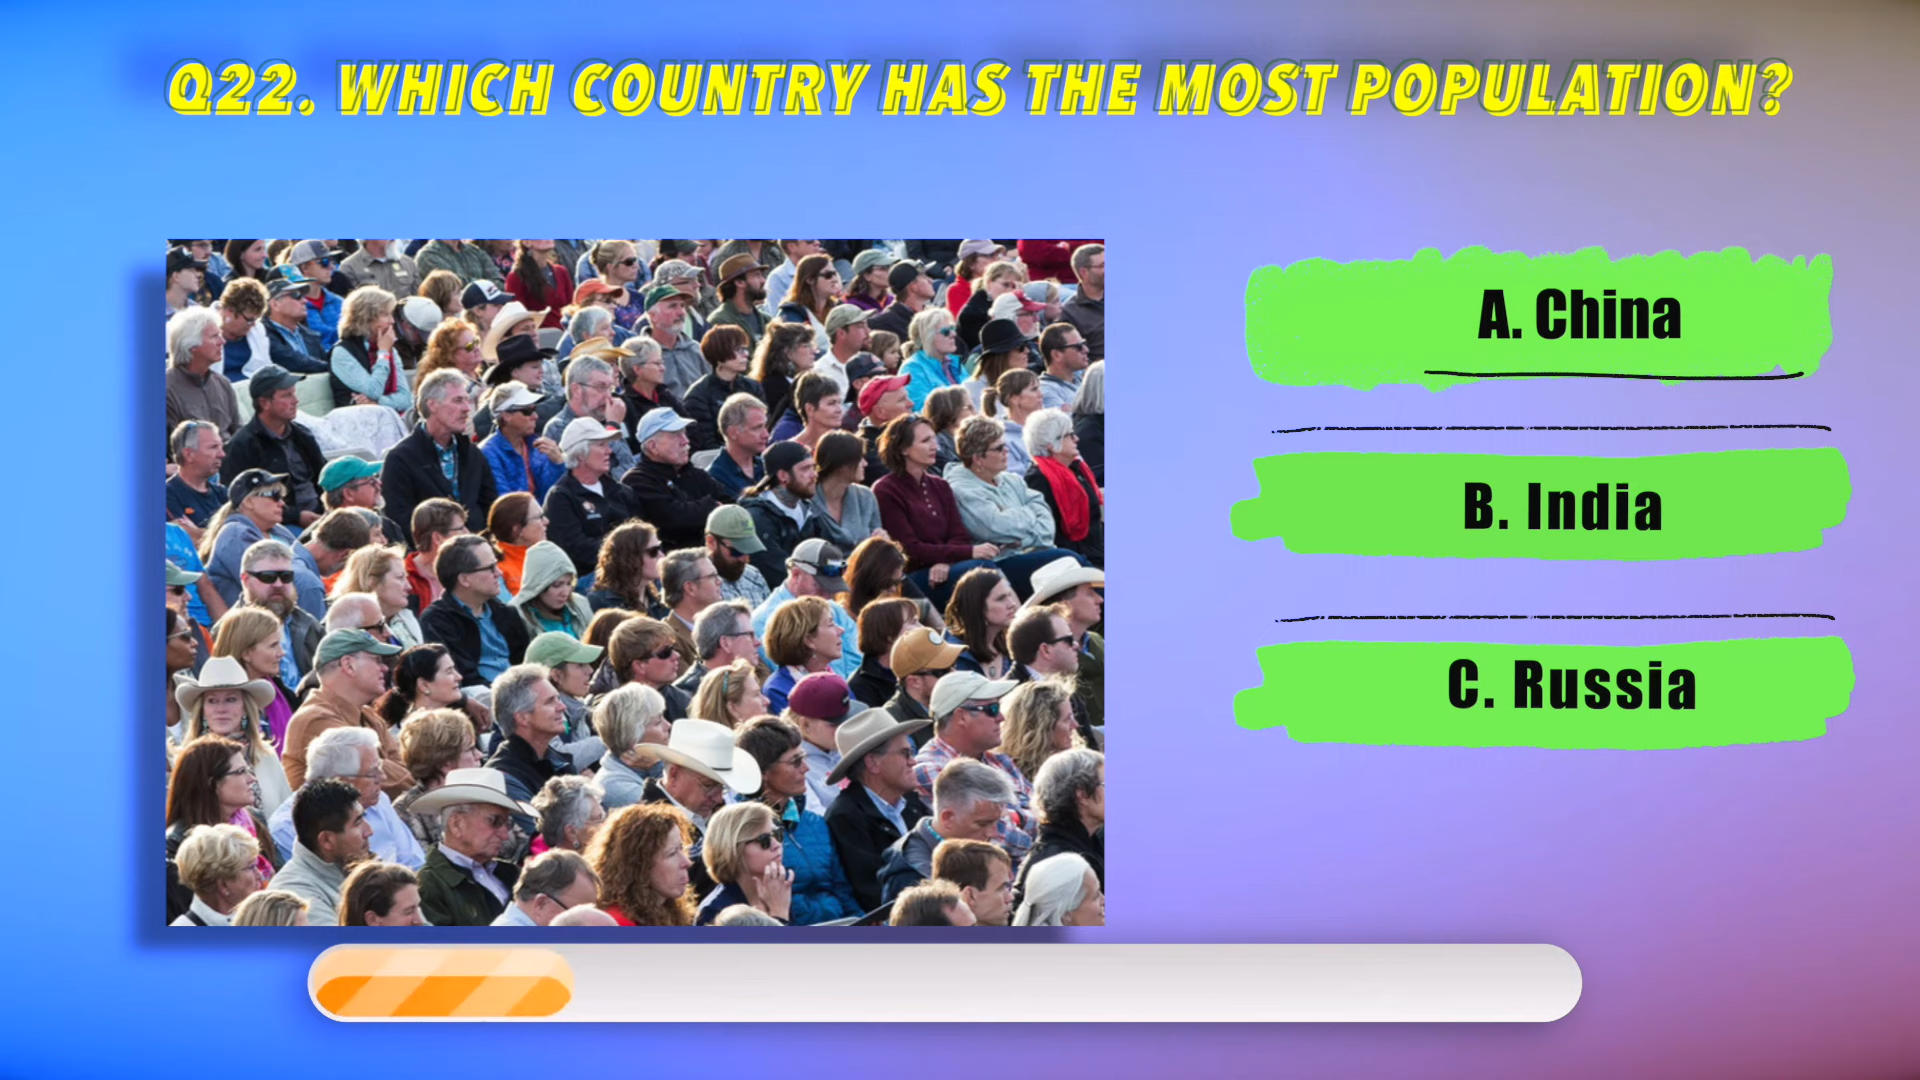 Q22. WHICH COUNTRY HAS THE MOST POPULATION?
A. China
B. India
C. Russia